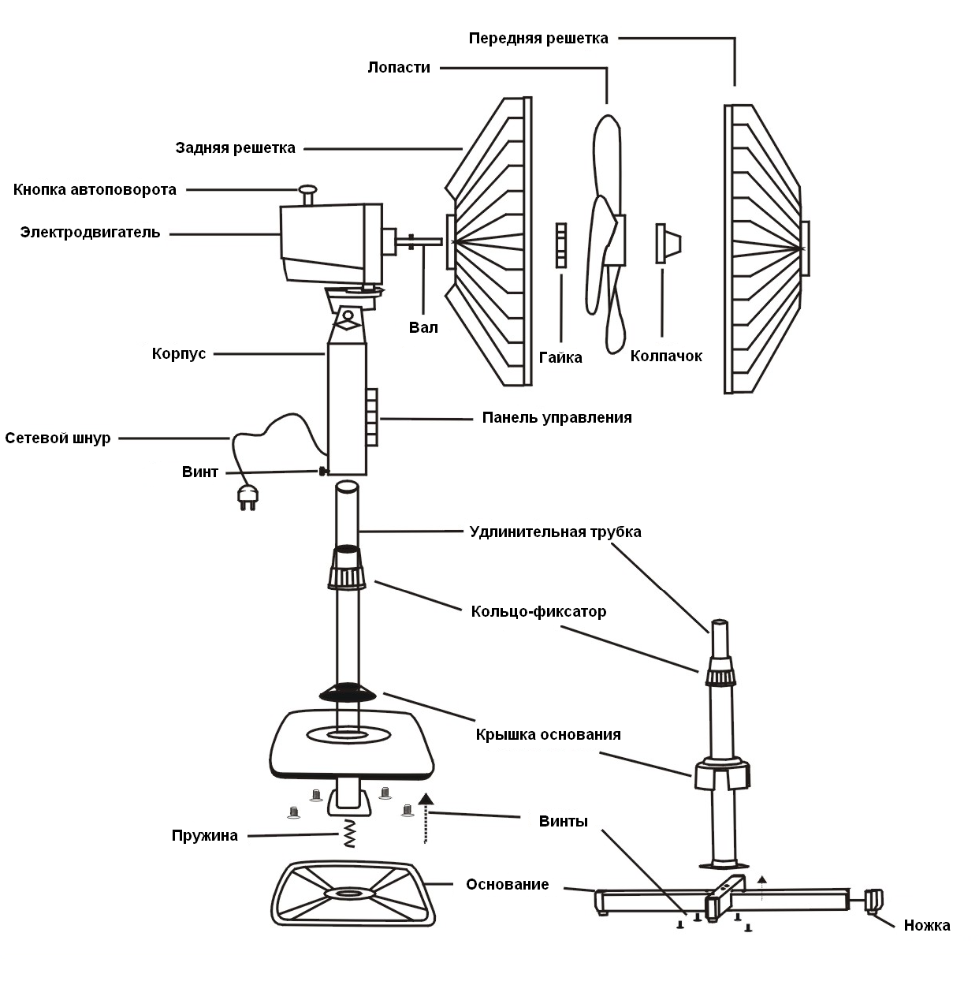 Передняя решетка
Лопасти
Задняя решетка
Кнопка автоповорота
Электродвигатель
Вал
Корпус
Гайка
Колпачок
Панель управления
Сетевой шнур
Винт
Удлинительная трубка
Кольцо-фиксатор
Крышка основания
Винты
Пружина
Основание
Ножка